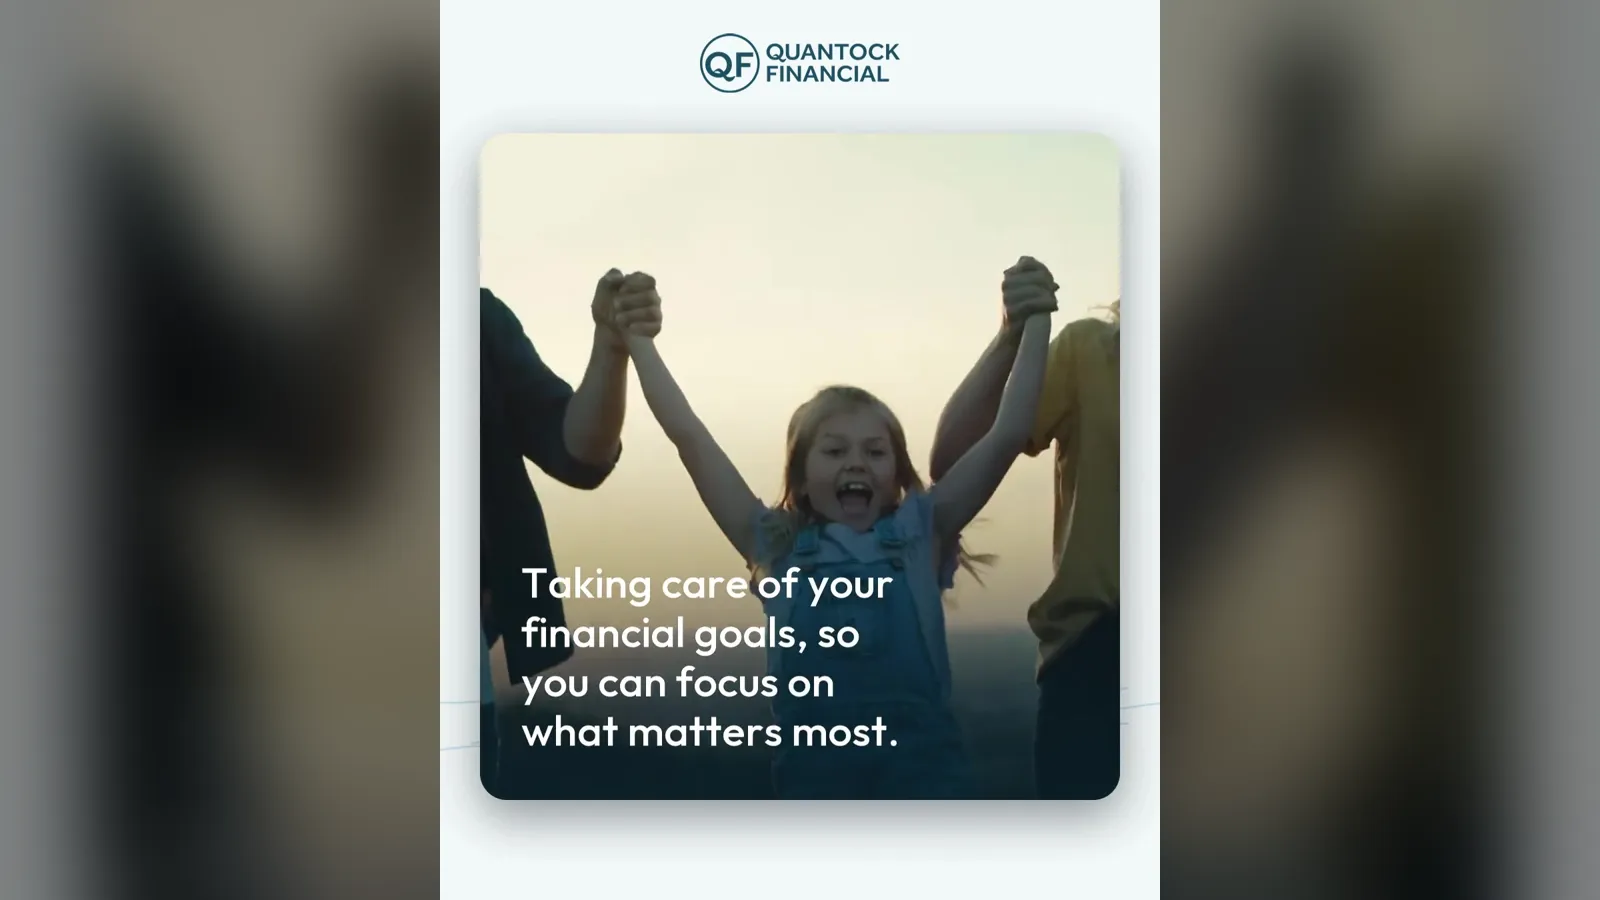 QF
QUANTOCK
FINANCIAL
Taking care of your
financial goals, so
you can focus on
what matters most.